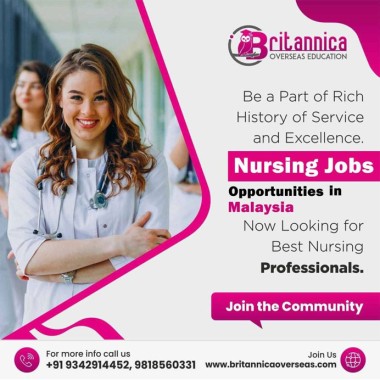 Britannica
OVERSEAS EDUCATION
Be a Part of Rich
History of Service
and Excellence.
Nursing Jobs
Opportunities in
Malaysia
Now Looking for
Best Nursing
Professionals.
Join the Community
For more info call us
+91 9342914452, 9818560331
Join Us
www.britannicaoverseas.com